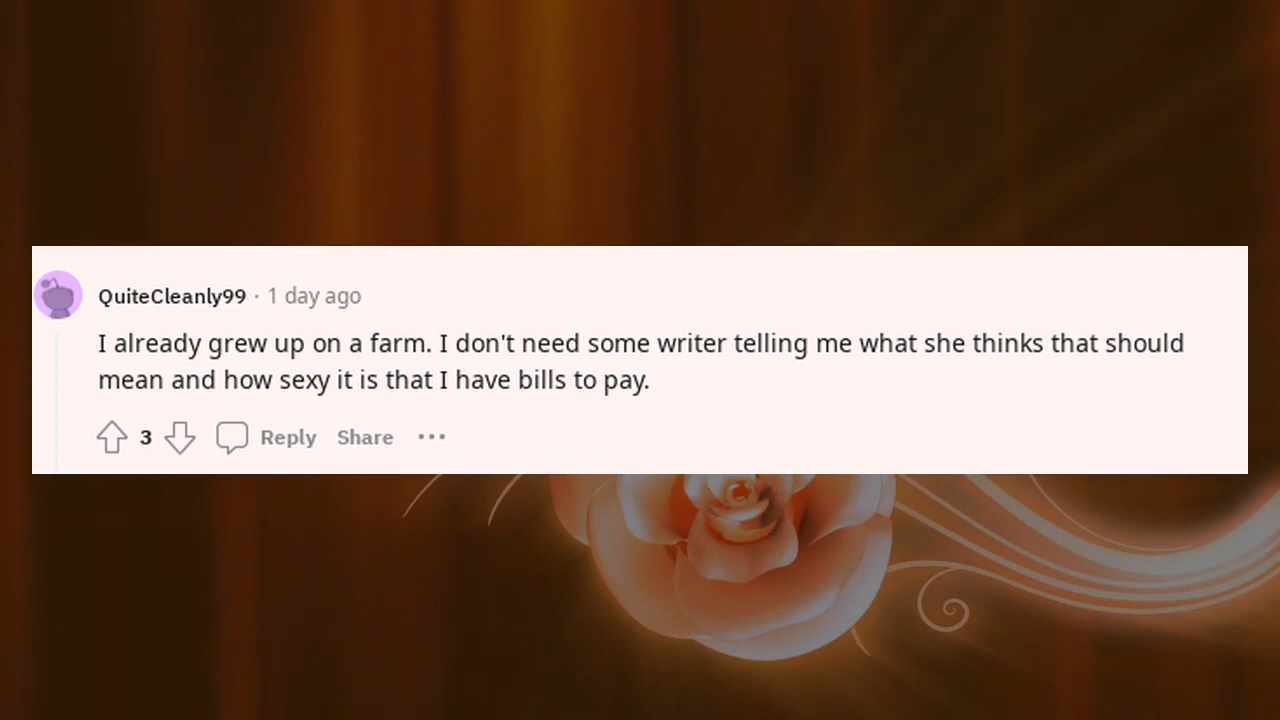 QuiteCleanly99 · 1 day ago
I already grew up on a farm. I don't need some writer telling me what she thinks that should
mean and how sexy it is that I have bills to pay.
3 Reply Share •••